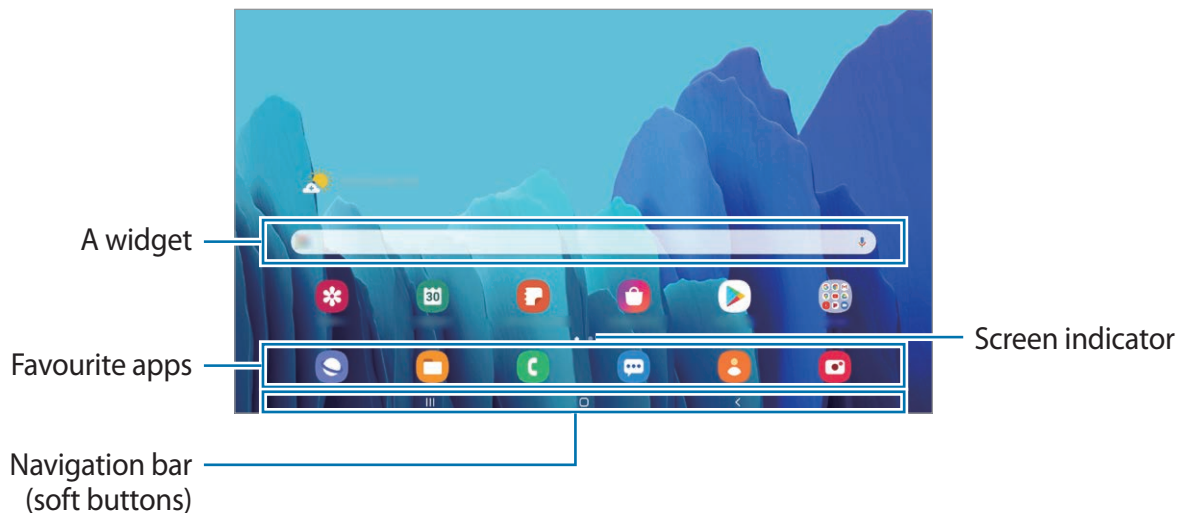 A widget
30
Screen indicator
Favourite apps
Navigation bar
(soft buttons)